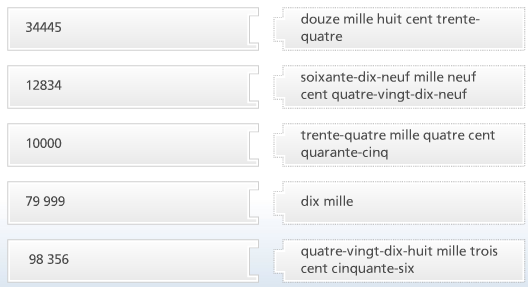 34445
douze mille huit cent trente-
quatre
12834
soixante-dix-neuf mille neuf
cent quatre-vingt-dix-neuf
10000
trente-quatre mille quatre cent
quarante-cinq
79 999
dix mille
98 356
quatre-vingt-dix-huit mille trois
cent cinquante-six